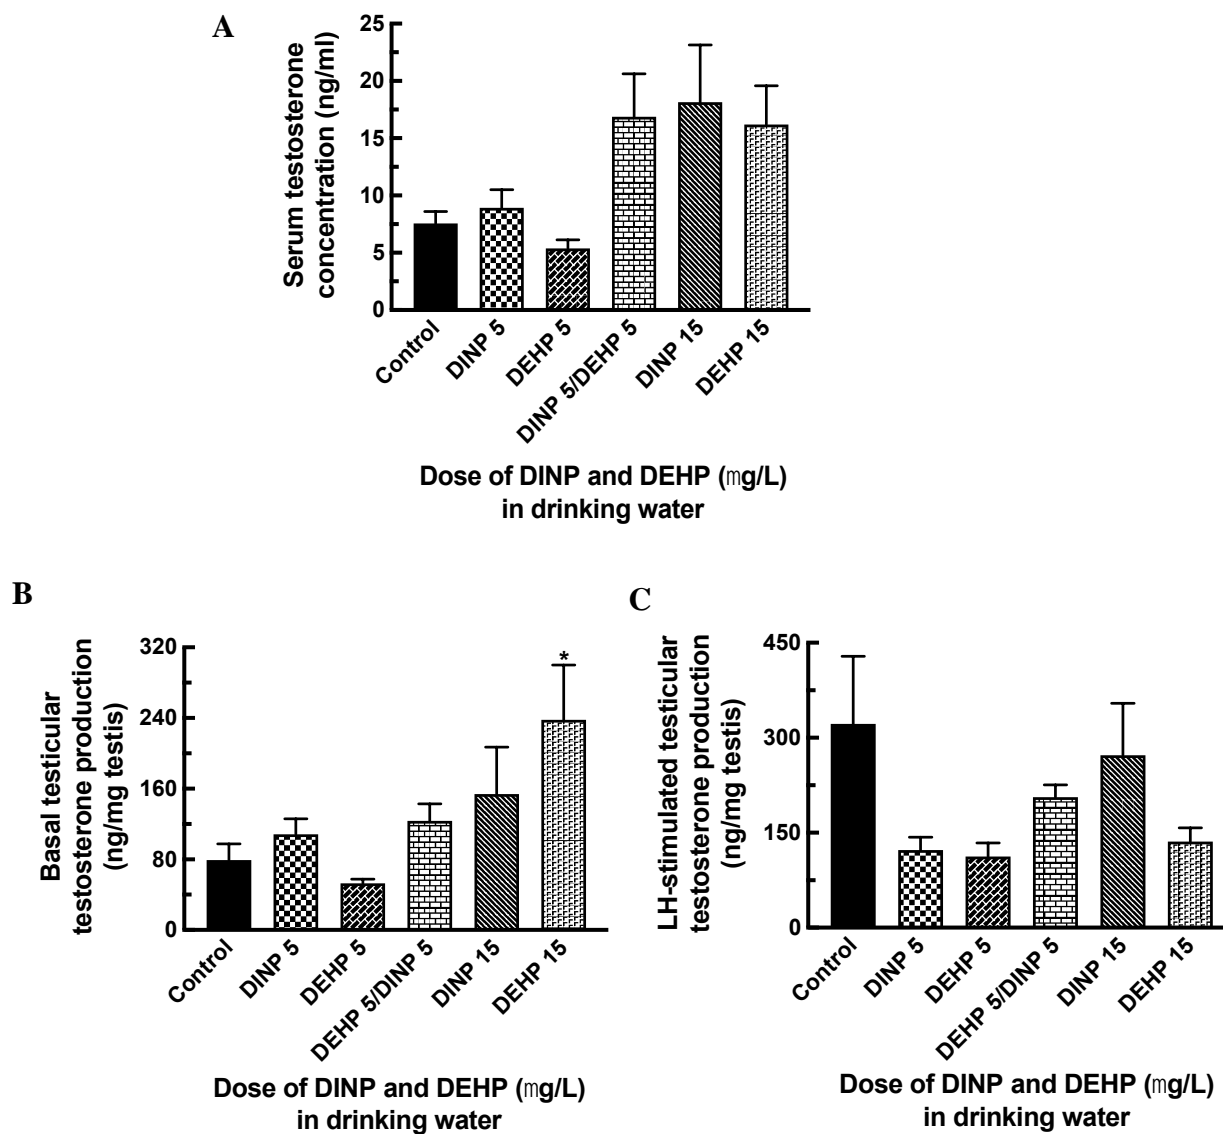 A
Serum testosterone
concentration (ng/ml)
25
20
15
10
5
0
Control
DINP 5
DEHP 5
DINP 5/DEHP 5
DINP 15
DEHP 15
Dose of DINP and DEHP (mg/L)
in drinking water
B
Basal testicular
testosterone production
(ng/mg testis)
320
240
160
80
0
*
Control
DINP 5
DEHP 5
DEHP 5/DINP 5
DINP 15
DEHP 15
Dose of DINP and DEHP (mg/L)
in drinking water
C
LH-stimulated testicular
testosterone production
(ng/mg testis)
450
300
150
0
Control
DINP 5
DEHP 5
DEHP 5/DINP 5
DINP 15
DEHP 15
Dose of DINP and DEHP (mg/L)
in drinking water